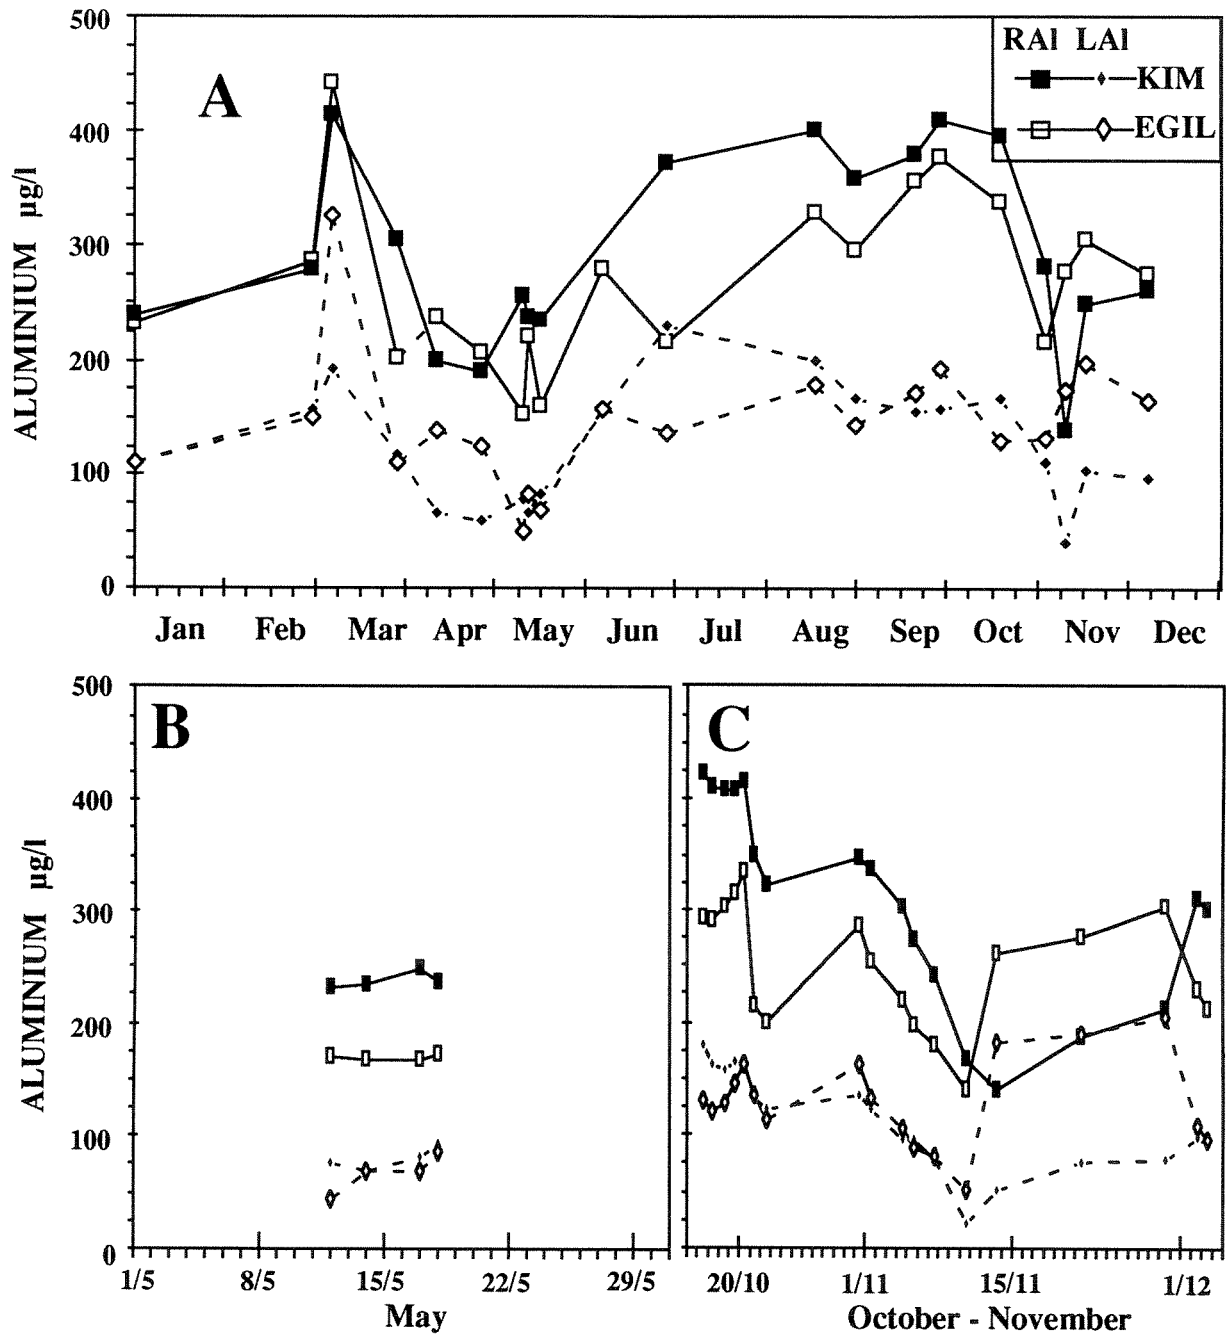 500
400
300
200
100
0
ALUMINIUM µg/l
A
RAl LAl
KIM
EGIL
Jan Feb Mar Apr May Jun Jul Aug Sep Oct Nov Dec
500
400
300
200
100
0
ALUMINIUM µg/l
B
C
1/5 8/5 15/5 22/5 29/5
May
20/10 1/11 15/11 1/12
October - November